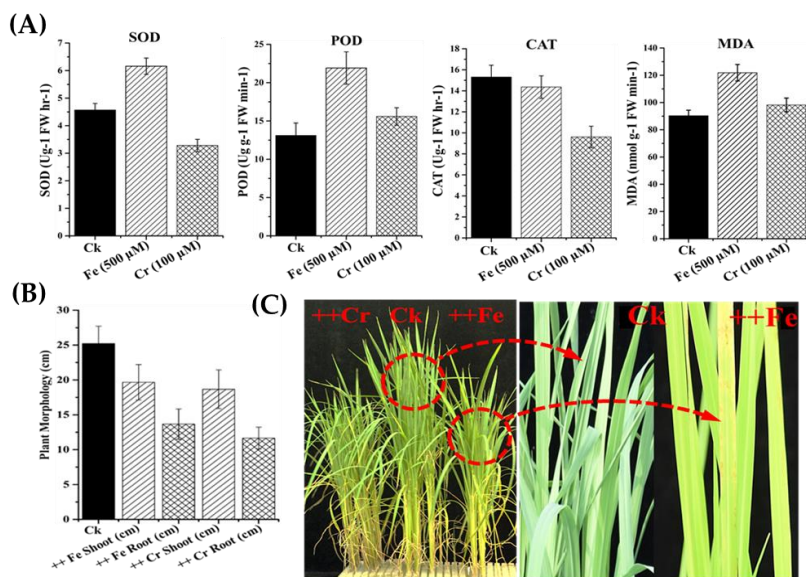 (A)
SOD
SOD (Ug-1 FW hr-1)
7
6
5
4
3
2
1
0
Ck
Fe (500 µM)
Cr (100 µM)
POD
POD (Ug g-1 FW min-1)
25
20
15
10
5
0
Ck
Fe (500 µM)
Cr (100 µM)
CAT
CAT (Ug-1 FW hr-1)
18
16
14
12
10
8
6
4
2
0
Ck
Fe (500 µM)
Cr (100 µM)
MDA
MDA (nmol g-1 FW min-1)
140
120
100
80
60
40
20
0
Ck
Fe (500 µM)
Cr (100 µM)
(B)
Plant Morphology (cm)
30
25
20
15
10
5
0
Ck
++ Fe Shoot (cm)
++ Fe Root (cm)
++ Cr Shoot (cm)
++ Cr Root (cm)
(C)
++Cr Ck ++Fe
Ck ++Fe